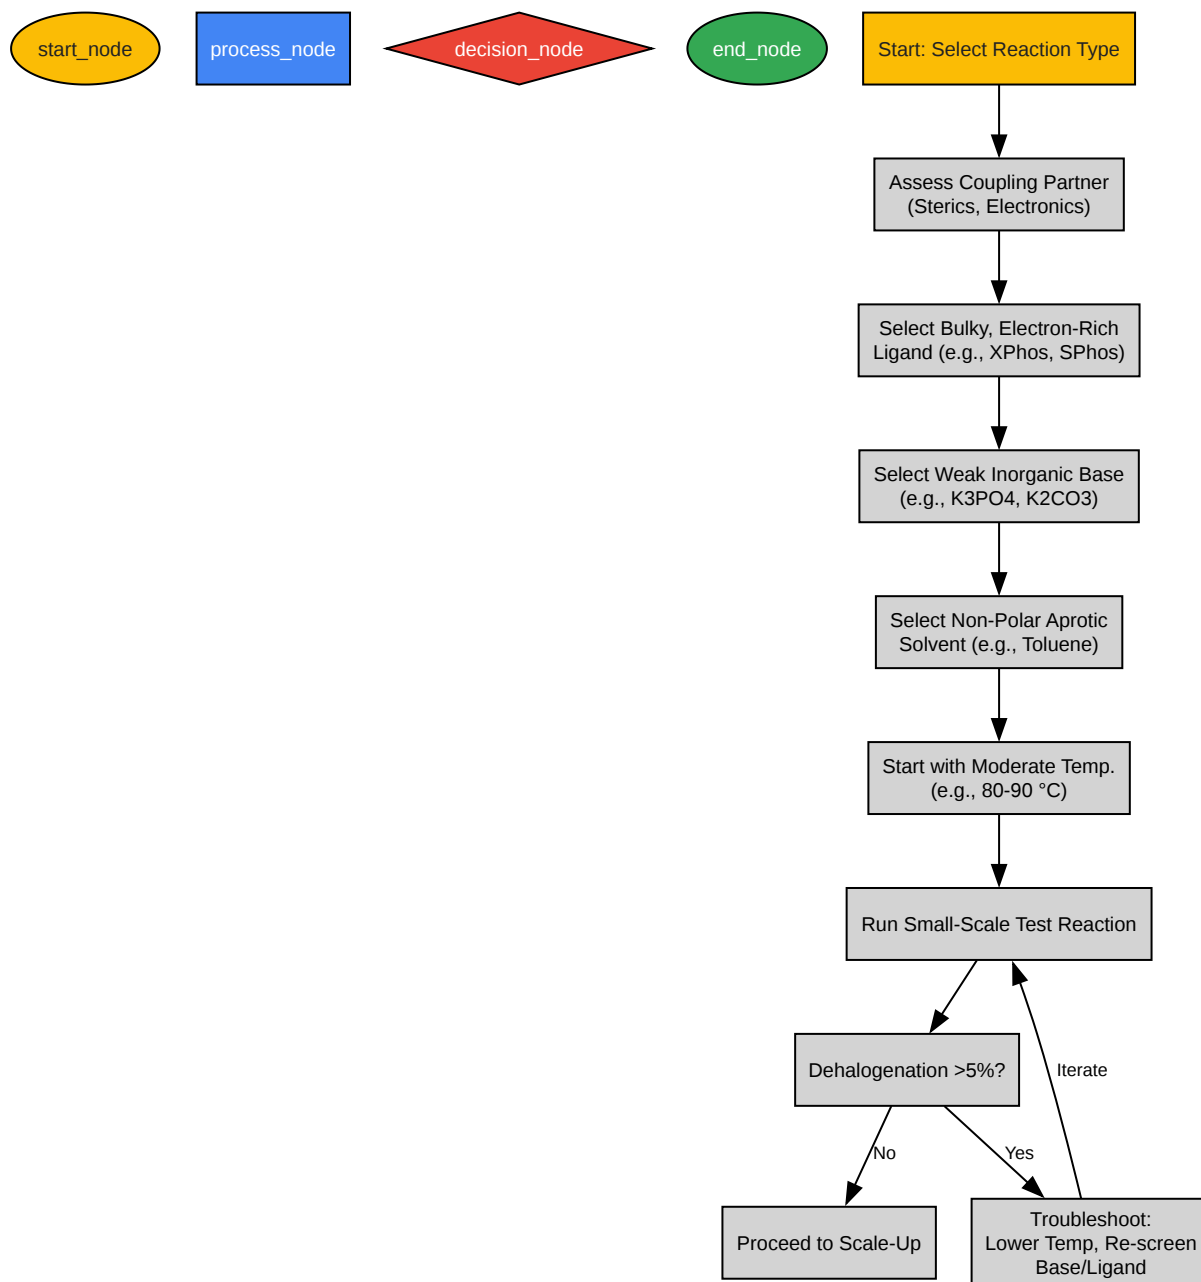 start_node
process_node
decision_node
end_node
Start: Select Reaction Type
Assess Coupling Partner
(Sterics, Electronics)
Select Bulky, Electron-Rich
Ligand (e.g., XPhos, SPhos)
Select Weak Inorganic Base
(e.g., K3PO4, K2CO3)
Select Non-Polar Aprotic
Solvent (e.g., Toluene)
Start with Moderate Temp.
(e.g., 80-90 °C)
Run Small-Scale Test Reaction
Dehalogenation >5%?
Iterate
No
Yes
Proceed to Scale-Up
Troubleshoot:
Lower Temp, Re-screen
Base/Ligand